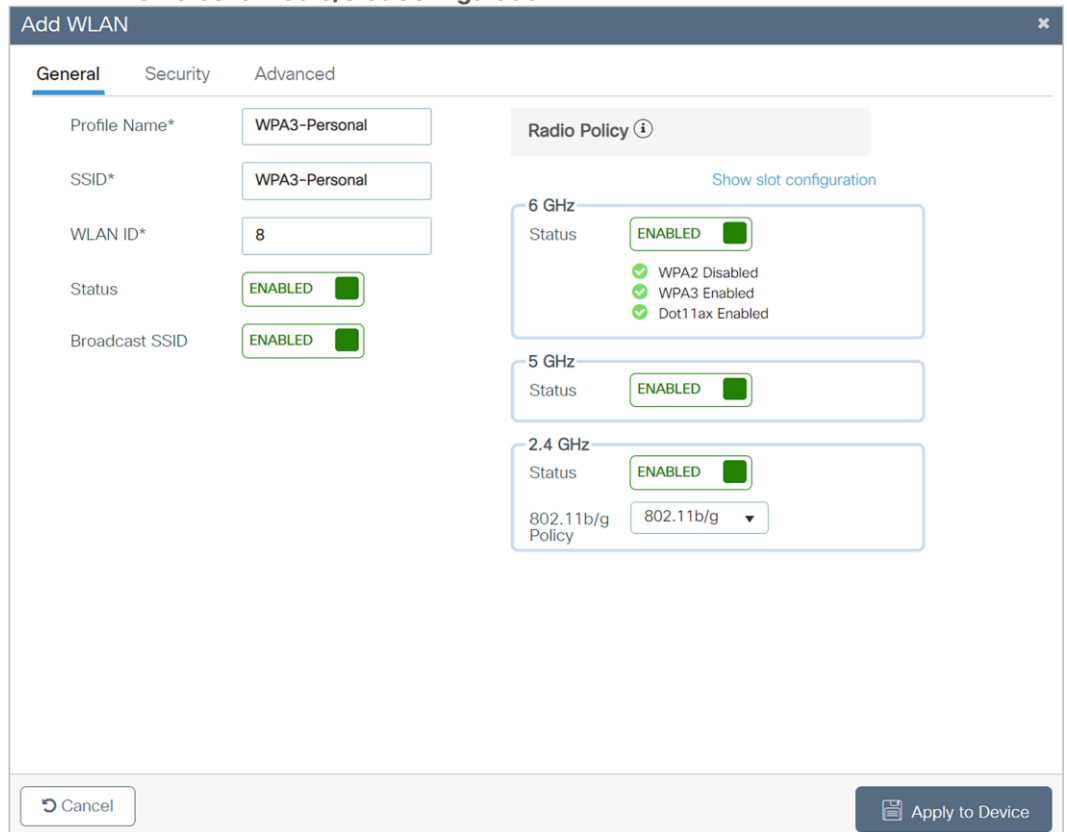 Add WLAN
General Security Advanced
Profile Name* WPA3-Personal
SSID* WPA3-Personal
WLAN ID* 8
Status ENABLED
Broadcast SSID ENABLED
Radio Policy
Show slot configuration
6 GHz
Status ENABLED
WPA2 Disabled
WPA3 Enabled
Dot11ax Enabled
5 GHz
Status ENABLED
2.4 GHz
Status ENABLED
802.11b/g
Policy
802.11b/g
Cancel
Apply to Device